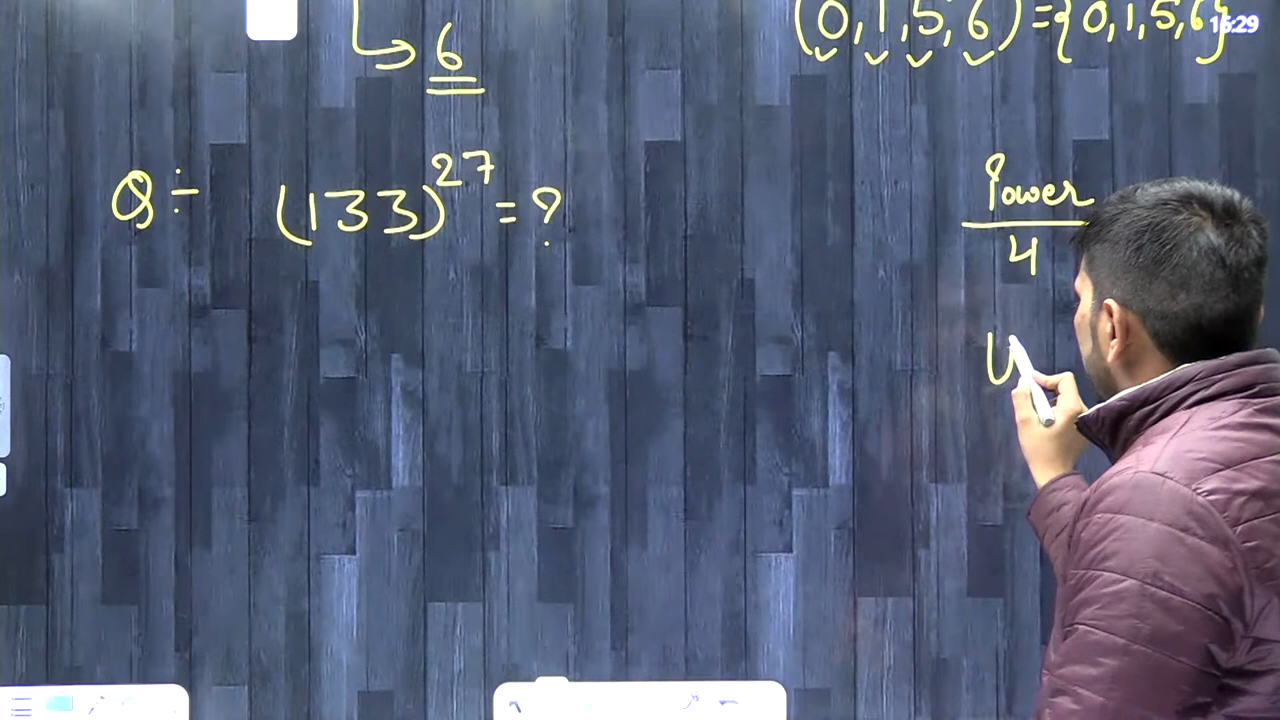 6
(0,1,5,6) = {0,1,5,6}
16:29
Q ÷ (133)^27 = ?
Power
4
U